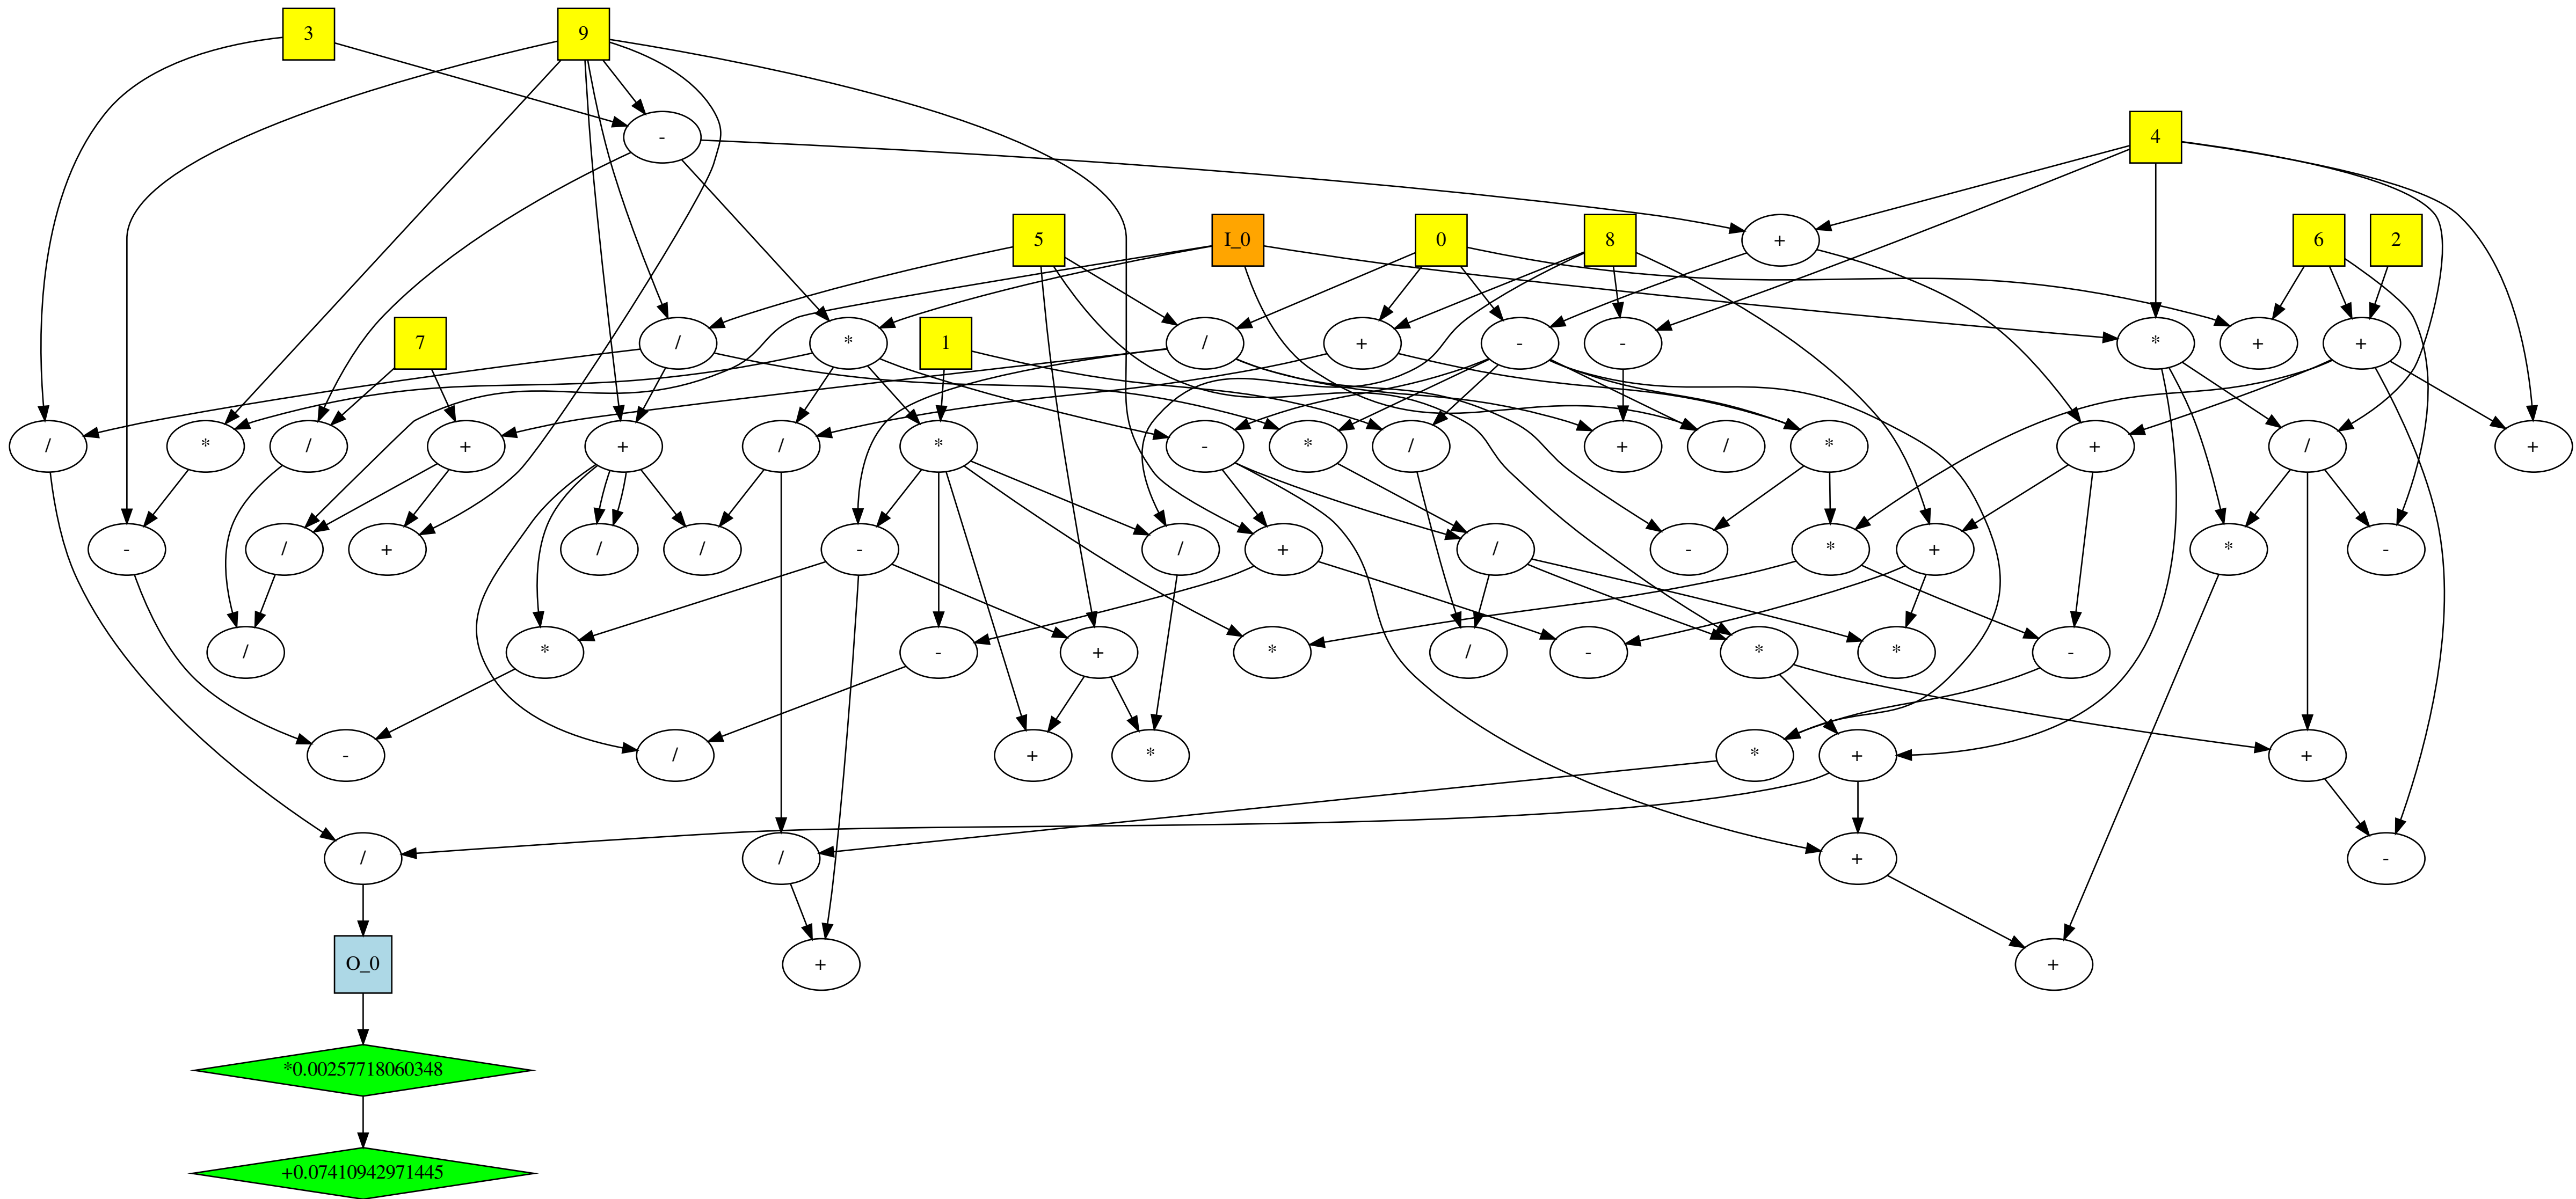 3 9
- 4
5 I_0 0 8 + 6 2
7 / * 1 / + - - * + +
/ * / + + / * - * / + / * + / +
- / + / / - / + / - * + * -
/ * - + * / - * * -
- / + * * + +
/ / + -
O_0 + +
*0.00257718060348
+0.07410942971445